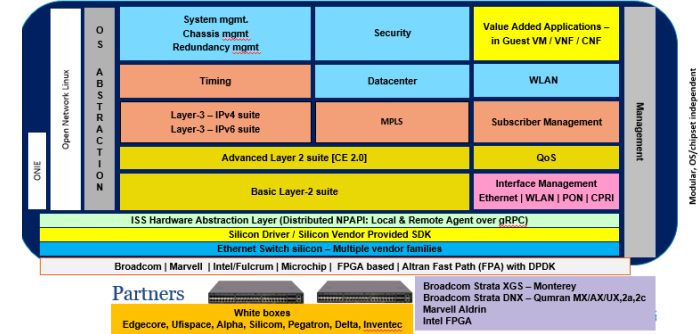 ONIE
Open Network Linux
OS ABSTRACTION
System mgmt.
Chassis mgmt
Redundancy mgmt
Security
Value Added Applications –
in Guest VM / VNF / CNF
Timing
Datacenter
WLAN
Layer-3 – IPv4 suite
Layer-3 – IPv6 suite
MPLS
Subscriber Management
Advanced Layer 2 suite [CE 2.0]
QoS
Basic Layer-2 suite
Interface Management
Ethernet | WLAN | PON | CPRI
Management
Modular, OS/chipset independent
ISS Hardware Abstraction Layer (Distributed NPAPI: Local & Remote Agent over gRPC)
Silicon Driver / Silicon Vendor Provided SDK
Ethernet Switch silicon – Multiple vendor families
Broadcom | Marvell | Intel/Fulcrum | Microchip | FPGA based | Altran Fast Path (FPA) with DPDK
Partners
White boxes
Edgecore, Ufispace, Alpha, Silicom, Pegatron, Delta, Inventec
Broadcom Strata XGS – Monterey
Broadcom Strata DNX – Qumran MX/AX/UX,2a,2c
Marvell Aldrin
Intel FPGA